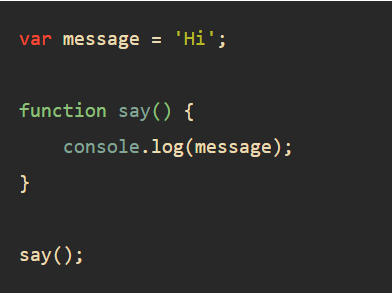 var message = 'Hi';
function say() {
    console.log(message);
}
say();